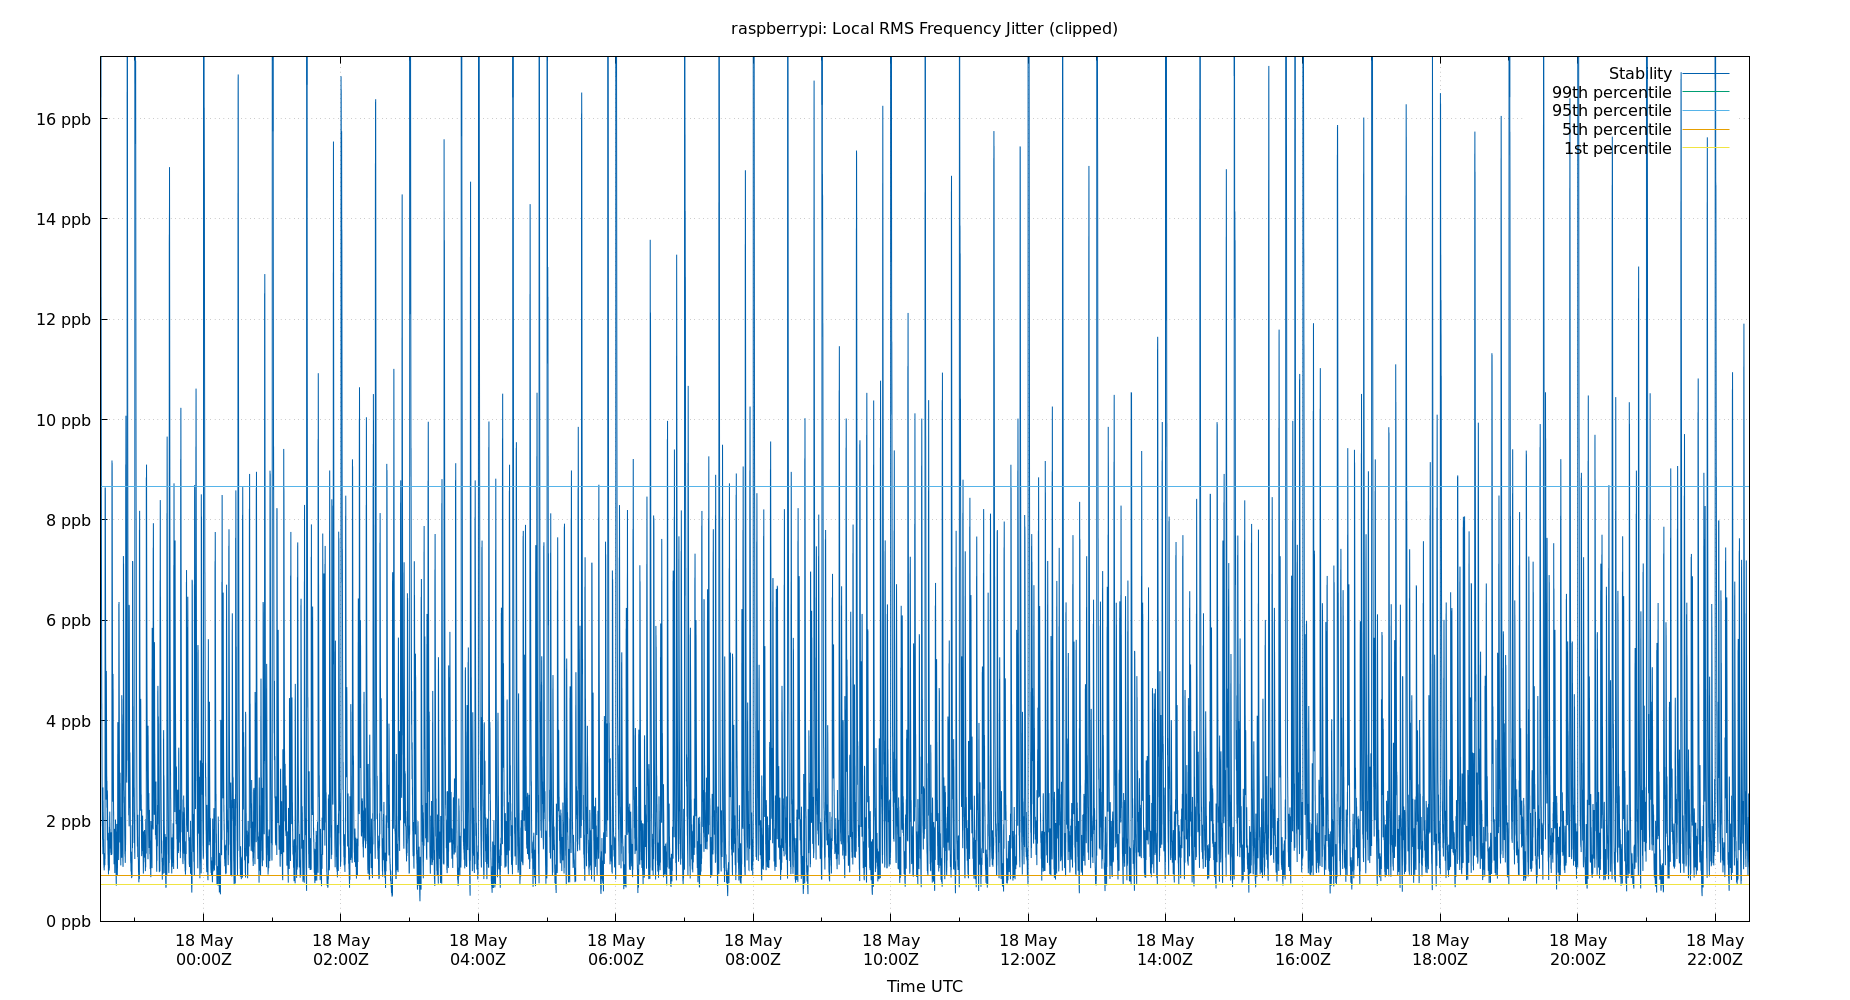 raspberrypi: Local RMS Frequency Jitter (clipped)
Stability
99th percentile
95th percentile
5th percentile
1st percentile
16 ppb
14 ppb
12 ppb
10 ppb
8 ppb
6 ppb
4 ppb
2 ppb
0 ppb
18 May 18 May 18 May 18 May 18 May 18 May 18 May 18 May 18 May 18 May 18 May 18 May
00:00Z 02:00Z 04:00Z 06:00Z 08:00Z 10:00Z 12:00Z 14:00Z 16:00Z 18:00Z 20:00Z 22:00Z
Time UTC